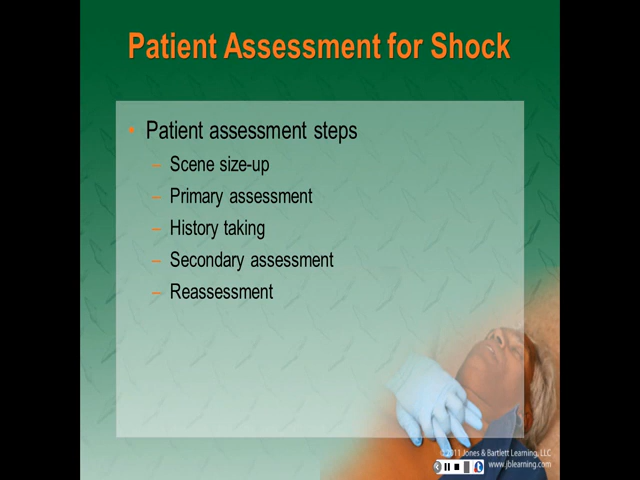 Patient Assessment for Shock
• Patient assessment steps
– Scene size-up
– Primary assessment
– History taking
– Secondary assessment
– Reassessment
© 2011 Jones & Bartlett Learning, LLC
www.jblearning.com